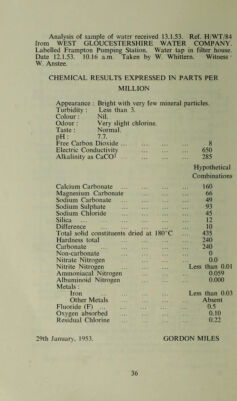 Analysis of sample of water received 13.1.53. Ref. H/WT/84
from WEST GLOUCESTERSHIRE WATER COMPANY.
Labelled Frampton Pumping Station. Water tap in filter house.
Date 12.1.53. 10.16 a.m. Taken by W. Whittern. Witness
W. Anstee.
CHEMICAL RESULTS EXPRESSED IN PARTS PER
MILLION
Appearance : Bright with very few mineral particles.
Turbidity : Less than 3.
Colour : Nil.
Odour : Very slight chlorine.
Taste : Normal.
pH : 7.7.
Free Carbon Dioxide ... ... ... 8
Electric Conductivity ... ... ... 650
Alkalinity as CaCO ... ... ... 285
Hypothetical
Combinations
Calcium Carbonate ... ... ... 160
Magnesium Carbonate ... ... ... 66
Sodium Carbonate ... ... ... 49
Sodium Sulphate ... ... ... 93
Sodium Chloride ... ... ... 45
Silica ... ... ... ... 12
Difference ... ... ... ... 10
Total solid constituents dried at 180°C ... 435
Hardness total ... ... ... 240
Carbonate ... ... ... ... 240
Non-carbonate ... ... ... 0
Nitrate Nitrogen ... ... ... 0.0
Nitrite Nitrogen ... ... Less than 0.01
Ammoniacal Nitrogen ... ... ... 0.059
Albuminoid Nitrogen ... ... ... 0.000
Metals :
Iron ... ... ... Less than 0.03
Other Metals ... ... ... Absent
Fluoride (F) ... ... ... 0.5
Oxygen absorbed ... ... ... 0.10
Residual Chlorine ... ... ... 0.22
29th January, 1953. GORDON MILES
36